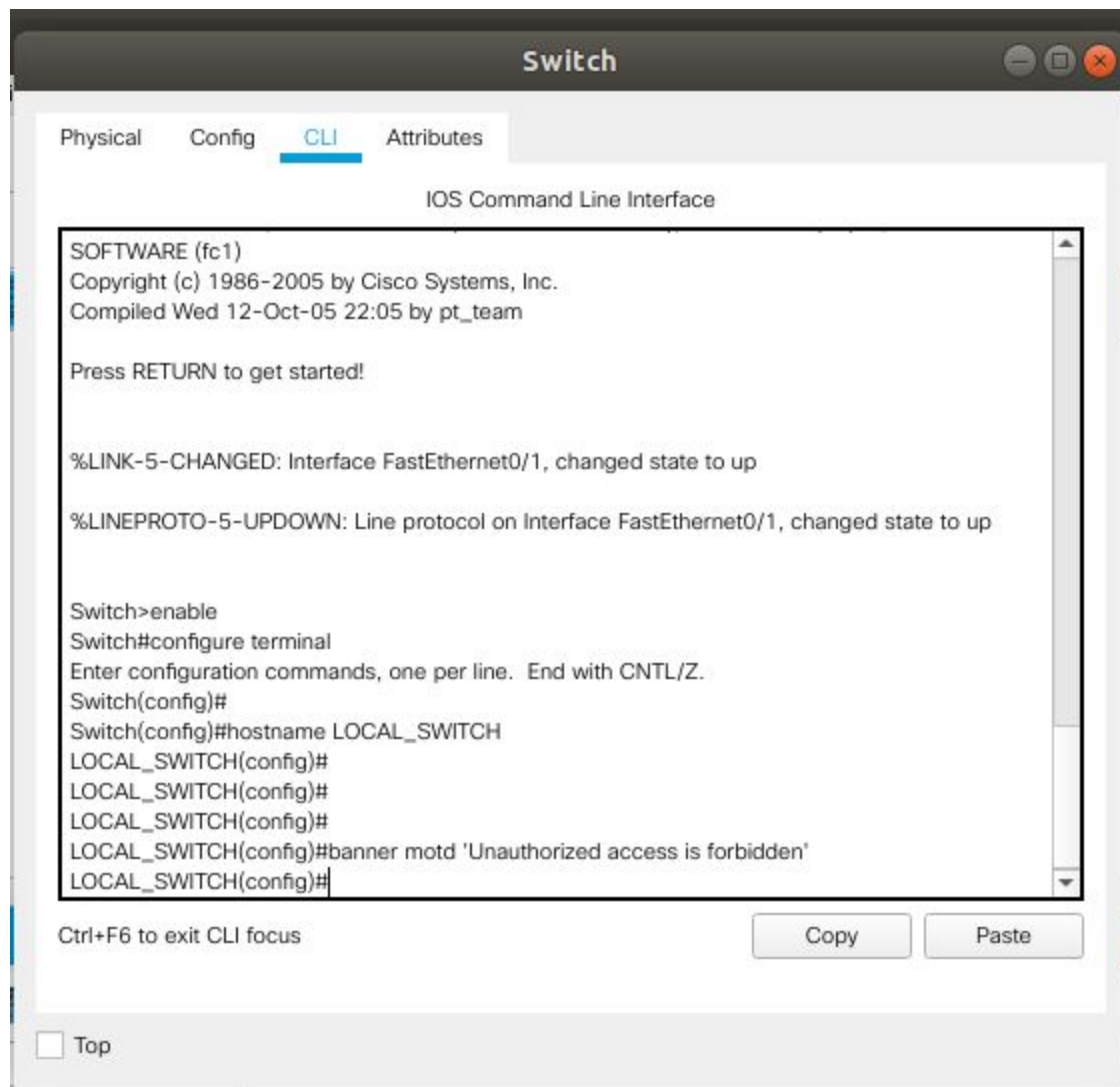 Switch
Physical Config CLI Attributes
IOS Command Line Interface
SOFTWARE (fc1)
Copyright (c) 1986-2005 by Cisco Systems, Inc.
Compiled Wed 12-Oct-05 22:05 by pt_team
Press RETURN to get started!
%LINK-5-CHANGED: Interface FastEthernet0/1, changed state to up
%LINEPROTO-5-UPDOWN: Line protocol on Interface FastEthernet0/1, changed state to up
Switch>enable
Switch#configure terminal
Enter configuration commands, one per line.  End with CNTL/Z.
Switch(config)#
Switch(config)#hostname LOCAL_SWITCH
LOCAL_SWITCH(config)#
LOCAL_SWITCH(config)#
LOCAL_SWITCH(config)#
LOCAL_SWITCH(config)#banner motd 'Unauthorized access is forbidden'
LOCAL_SWITCH(config)#
Ctrl+F6 to exit CLI focus Copy Paste
Top